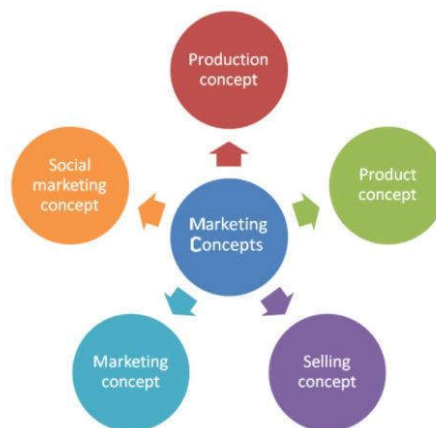 Production
concept
Product
concept
Selling
concept
Marketing
concept
Social
marketing
concept
Marketing
Concepts